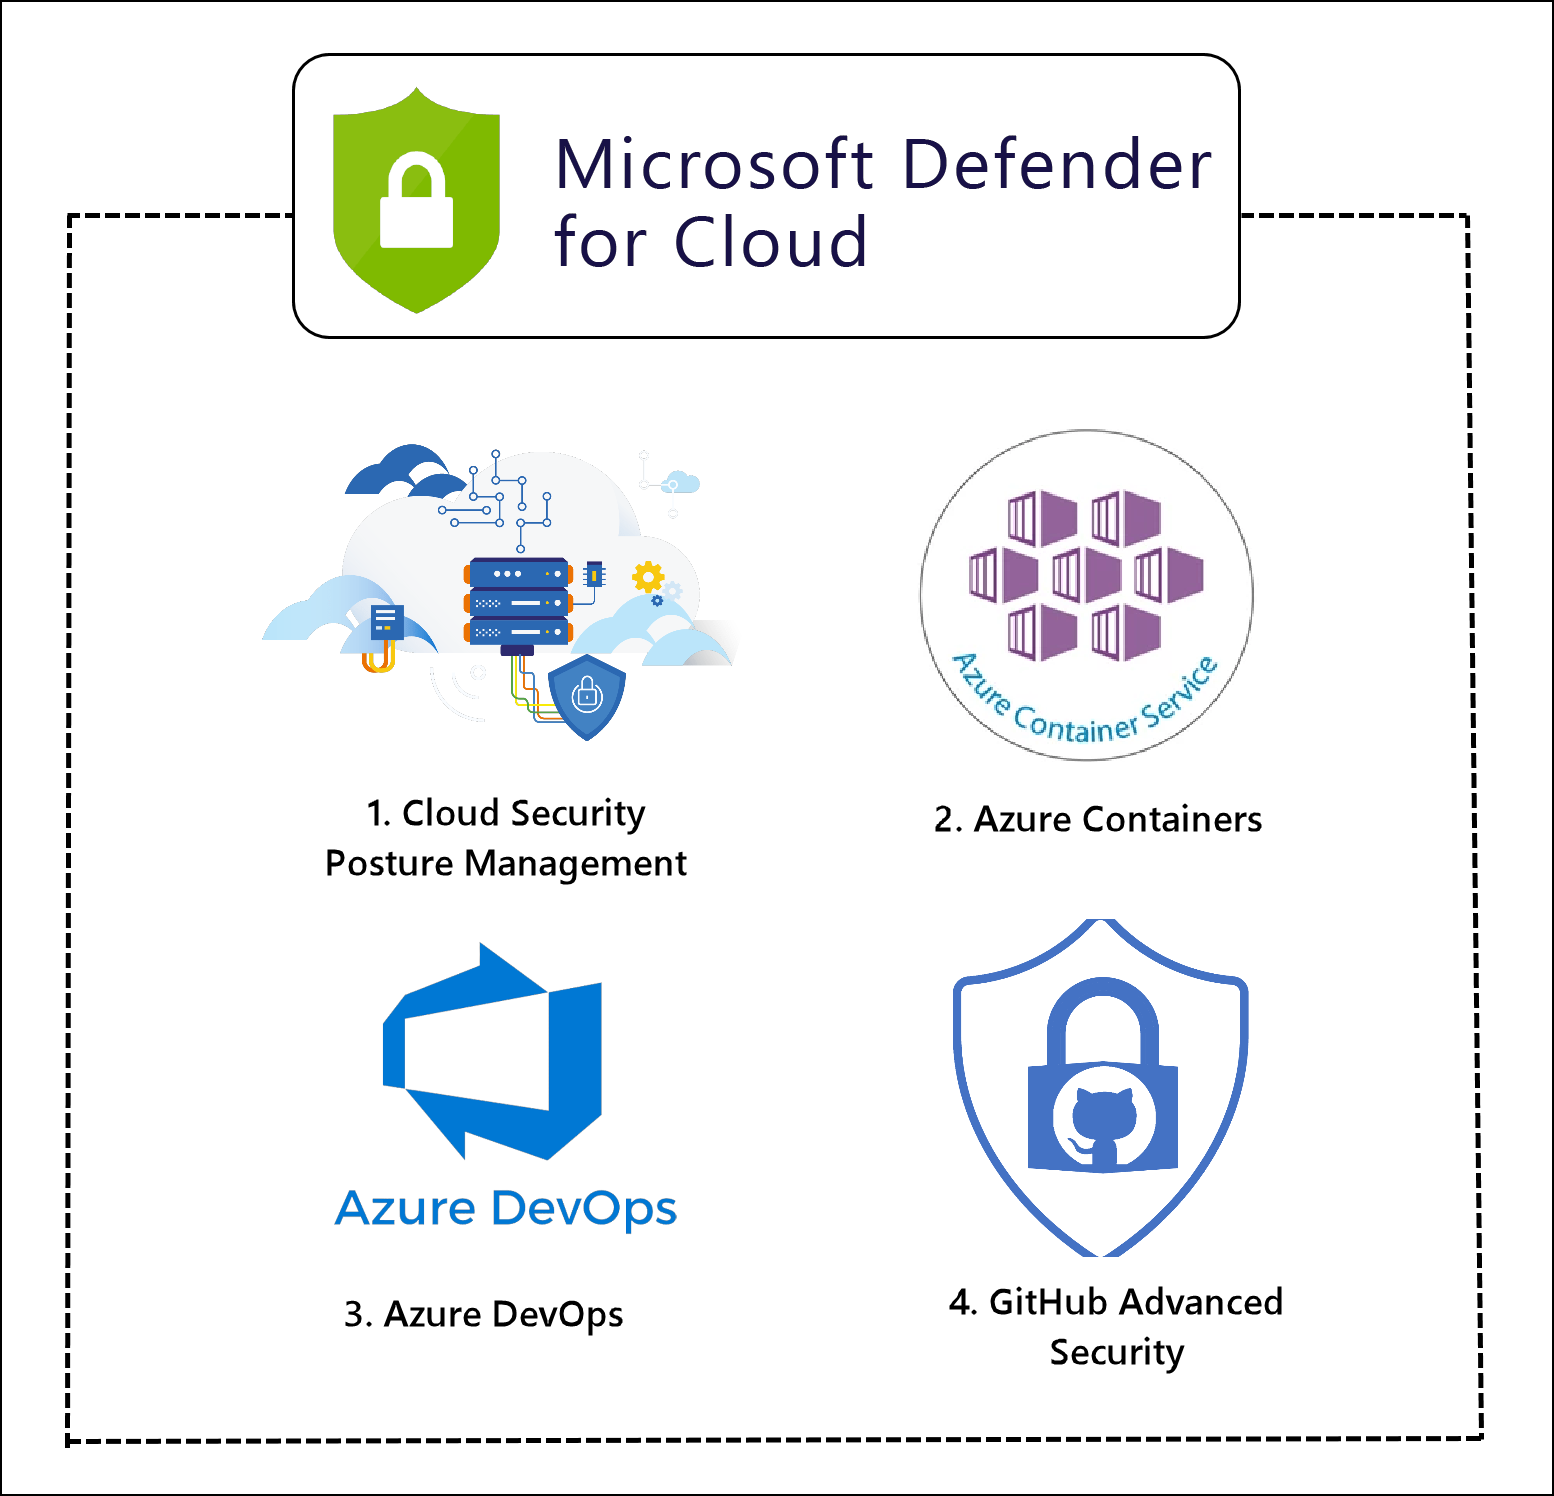 Microsoft Defender
for Cloud
Azure Container Service
1. Cloud Security
Posture Management
2. Azure Containers
Azure DevOps
3. Azure DevOps
4. GitHub Advanced
Security